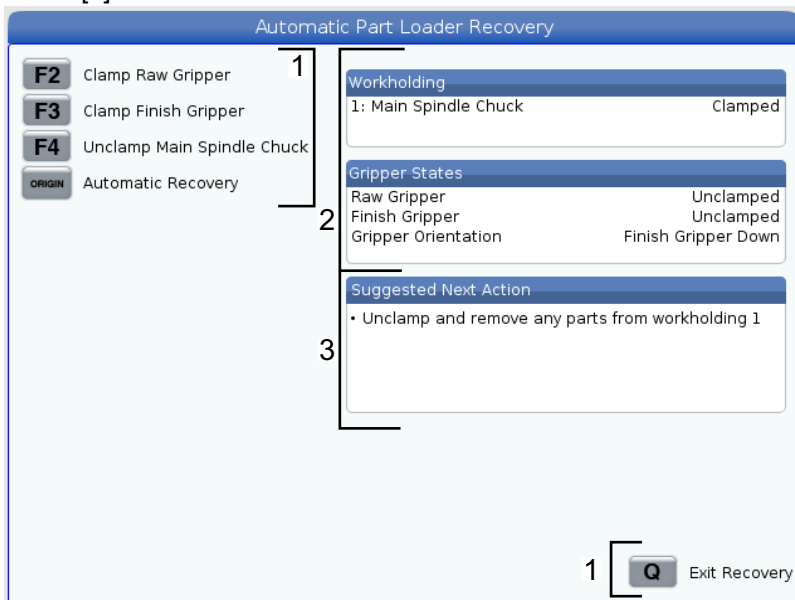 Automatic Part Loader Recovery
F2 Clamp Raw Gripper
1
F3 Clamp Finish Gripper
F4 Unclamp Main Spindle Chuck
ORIGIN Automatic Recovery
2
Workholding
1: Main Spindle Chuck Clamped
Gripper States
Raw Gripper Unclamped
Finish Gripper Unclamped
Gripper Orientation Finish Gripper Down
3
Suggested Next Action
• Unclamp and remove any parts from workholding 1
1
Q Exit Recovery